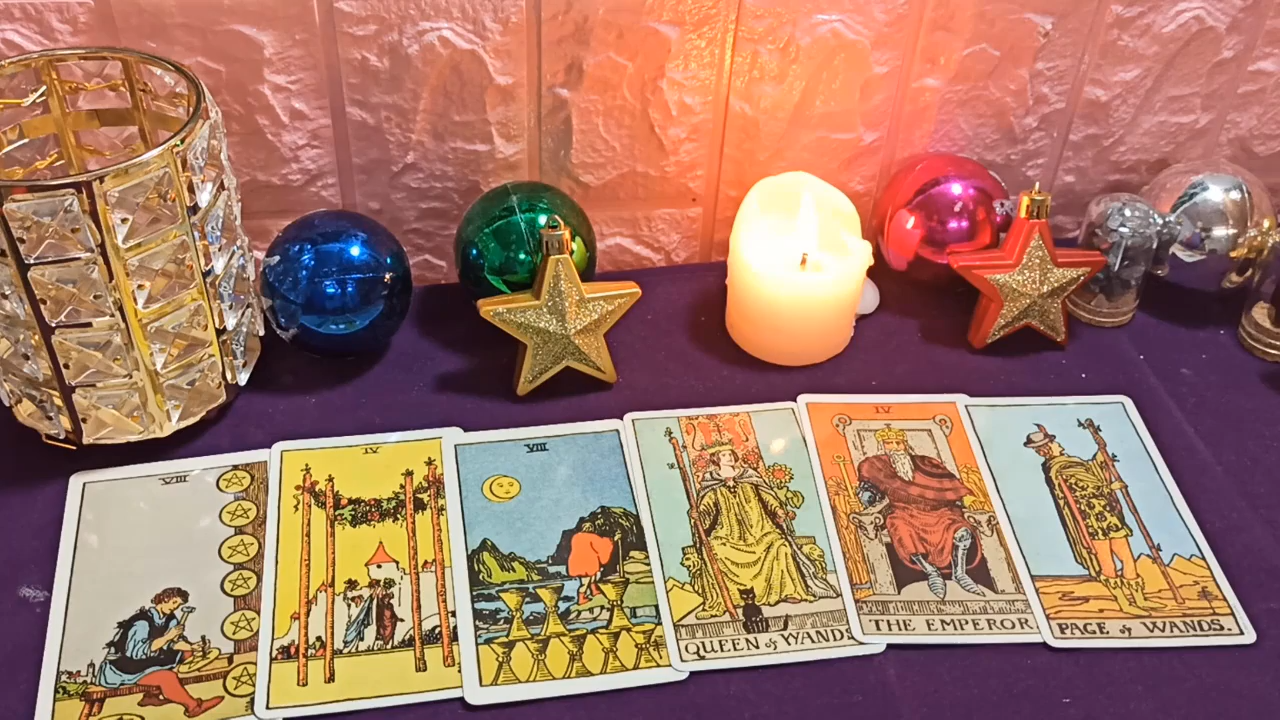 VIII
IV
VIII
QUEEN of WANDS
IV
THE EMPEROR
PAGE of WANDS.